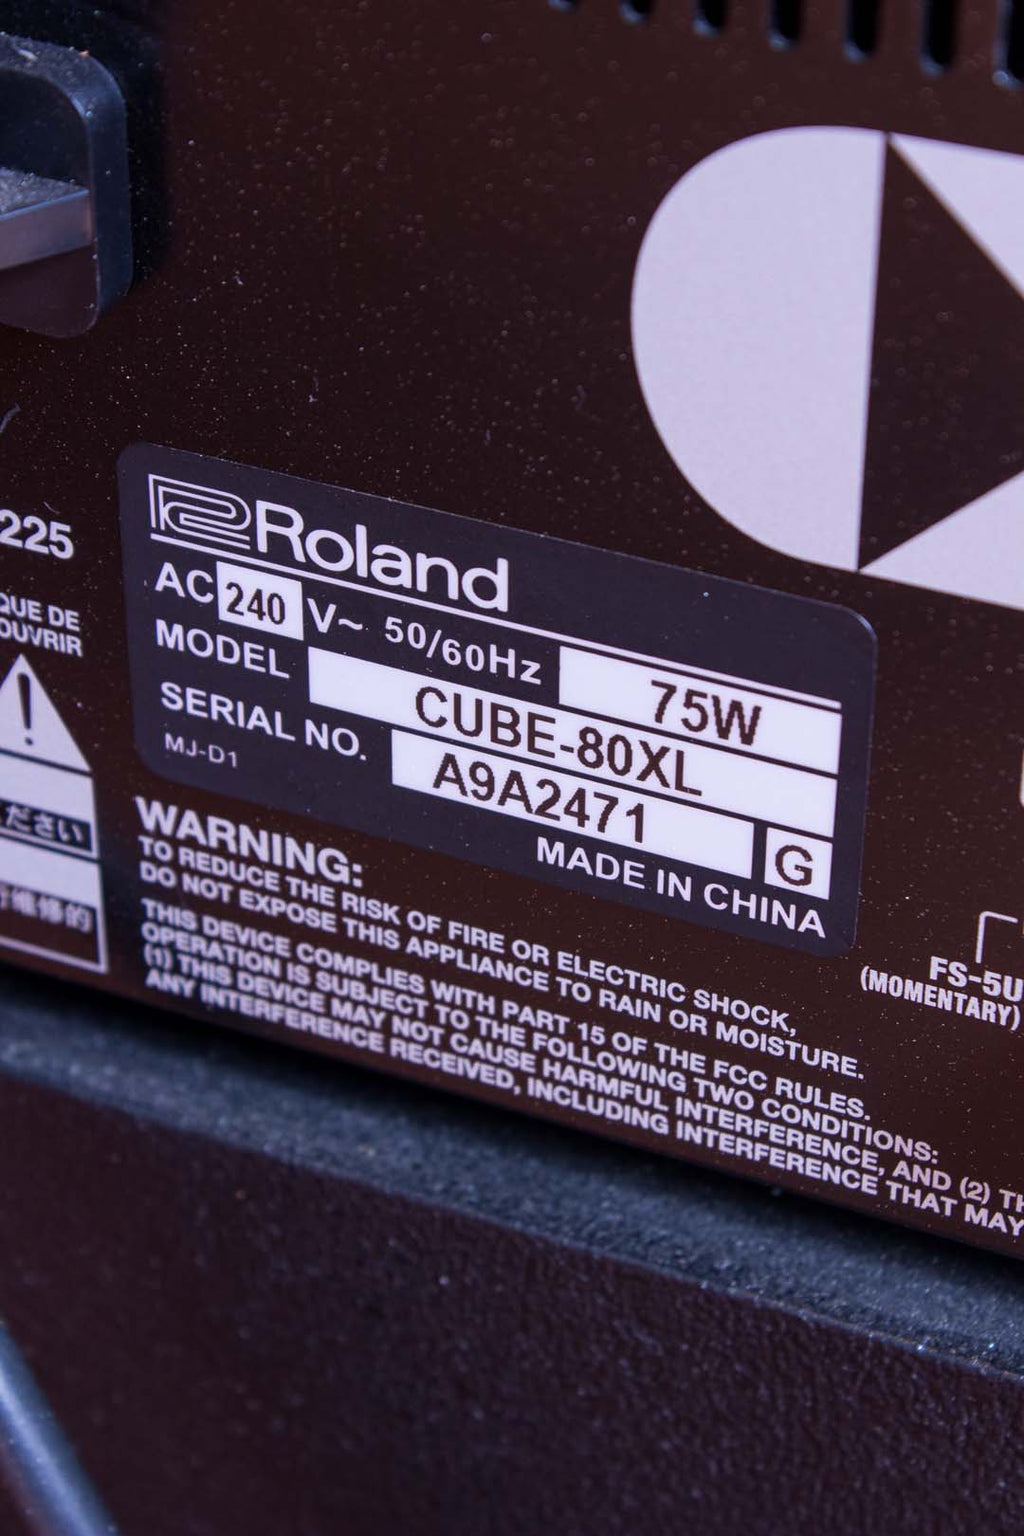 225
QUE DE
OUVRIR
ださい
Roland
AC 240 V~ 50/60Hz 75W
MODEL CUBE-80XL
SERIAL NO. A9A2471 G
MJ-D1
MADE IN CHINA
WARNING:
TO REDUCE THE RISK OF FIRE OR ELECTRIC SHOCK,
DO NOT EXPOSE THIS APPLIANCE TO RAIN OR MOISTURE.
THIS DEVICE COMPLIES WITH PART 15 OF THE FCC RULES.
OPERATION IS SUBJECT TO THE FOLLOWING TWO CONDITIONS:
(1) THIS DEVICE MAY NOT CAUSE HARMFUL INTERFERENCE, AND (2) TH
ANY INTERFERENCE RECEIVED, INCLUDING INTERFERENCE THAT MAY
FS-5U
(MOMENTARY)